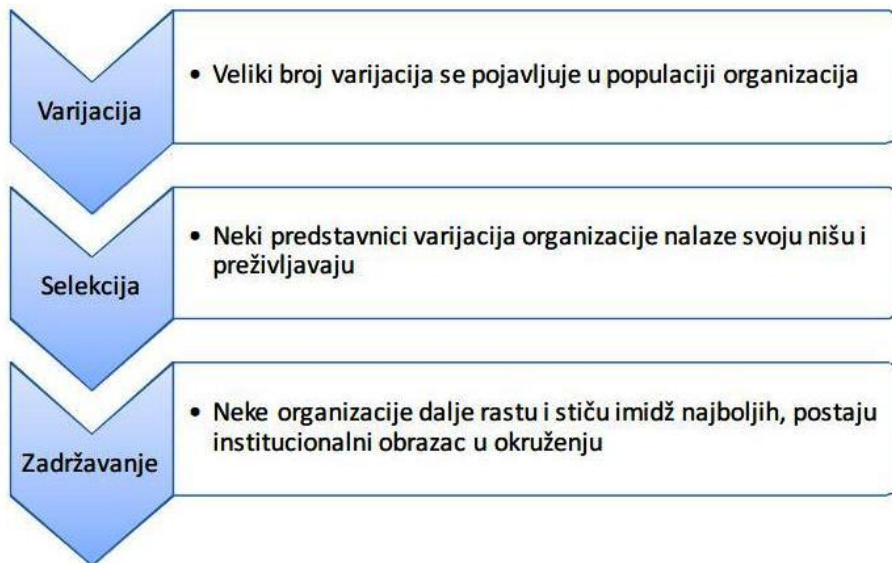 Varijacija
• Veliki broj varijacija se pojavljuje u populaciji organizacija
Selekcija
• Neki predstavnici varijacija organizacije nalaze svoju nišu i
preživljavaju
Zadržavanje
• Neke organizacije dalje rastu i stiču imidž najboljih, postaju
institucionalni obrazac u okruženju